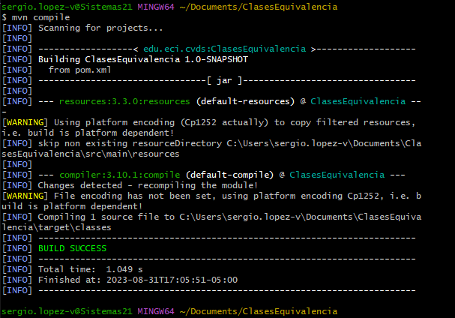 sergio.lopez-v@Sistemas21 MINGW64 ~/Documents/ClasesEquivalencia
$ mvn compile
[INFO] Scanning for projects...
[INFO]
[INFO] -----------------< edu.eci.cvds:ClasesEquivalencia >------------------
[INFO] Building ClasesEquivalencia 1.0-SNAPSHOT
[INFO]   from pom.xml
[INFO] --------------------------------[ jar ]---------------------------------
[INFO]
[INFO] --- resources:3.3.0:resources (default-resources) @ ClasesEquivalencia --
-
[WARNING] Using platform encoding (Cp1252 actually) to copy filtered resources,
i.e. build is platform dependent!
[INFO] skip non existing resourceDirectory C:\Users\sergio.lopez-v\Documents\Cla
sesEquivalencia\src\main\resources
[INFO]
[INFO] --- compiler:3.10.1:compile (default-compile) @ ClasesEquivalencia ---
[INFO] Changes detected - recompiling the module!
[WARNING] File encoding has not been set, using platform encoding Cp1252, i.e. b
uild is platform dependent!
[INFO] Compiling 1 source file to C:\Users\sergio.lopez-v\Documents\ClasesEquiva
lencia\target\classes
[INFO] ------------------------------------------------------------------------
[INFO] BUILD SUCCESS
[INFO] ------------------------------------------------------------------------
[INFO] Total time:  1.049 s
[INFO] Finished at: 2023-08-31T17:05:51-05:00
[INFO] ------------------------------------------------------------------------
sergio.lopez-v@Sistemas21 MINGW64 ~/Documents/ClasesEquivalencia